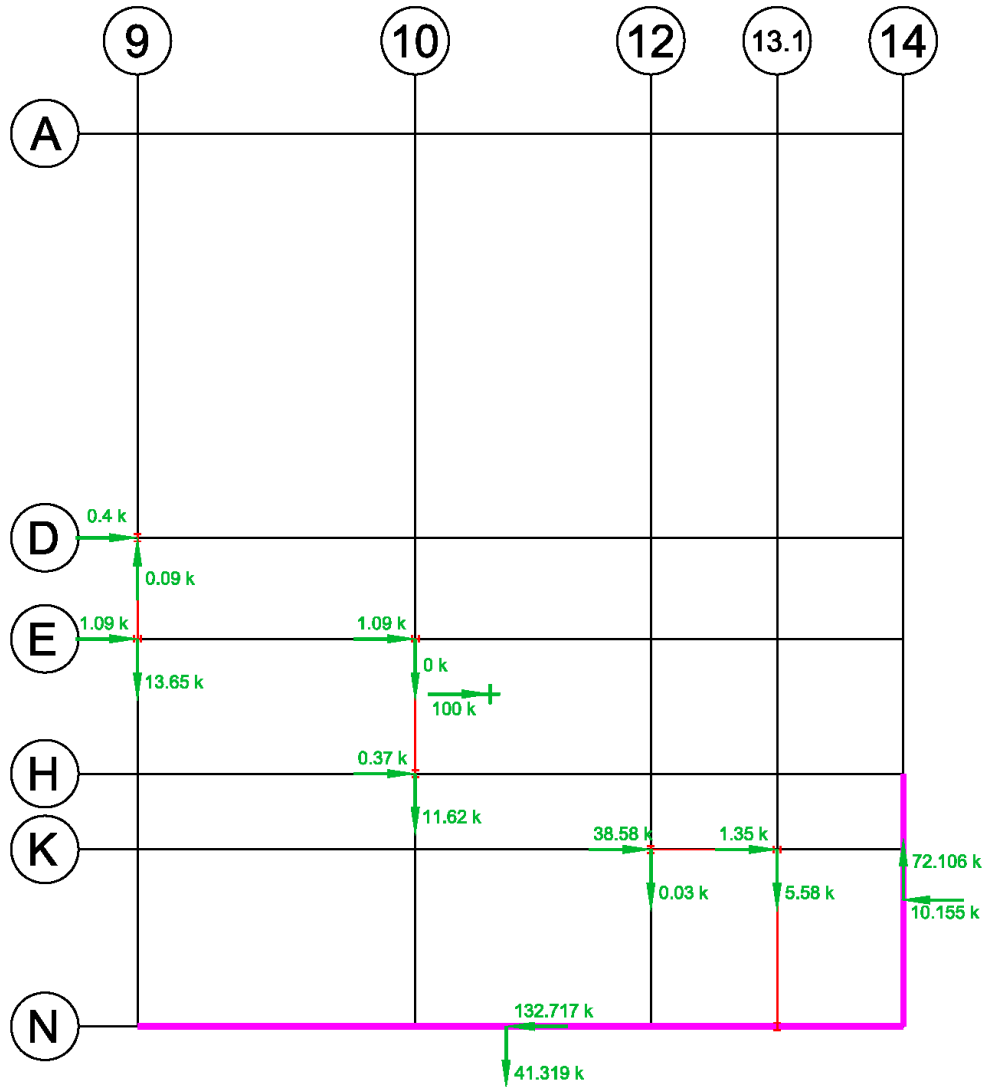 9 10 12 13.1 14
A
D
0.4 k
0.09 k
E
1.09 k
1.09 k
13.65 k
0 k
100 k
H
0.37 k
11.62 k
K
38.58 k
1.35 k
72.106 k
0.03 k
5.58 k
10.155 k
N
132.717 k
41.319 k